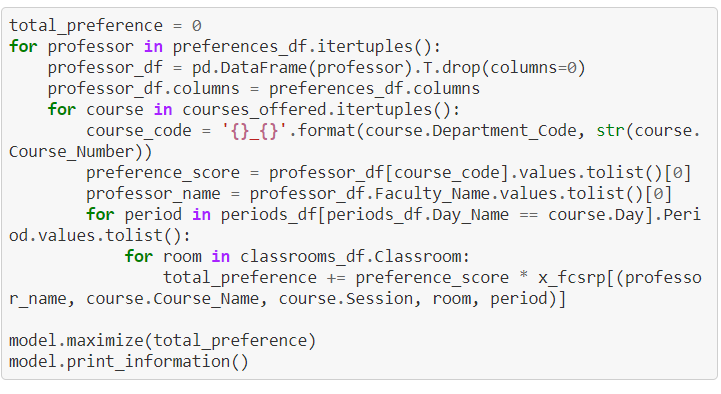 total_preference = 0
for professor in preferences_df.itertuples():
    professor_df = pd.DataFrame(professor).T.drop(columns=0)
    professor_df.columns = preferences_df.columns
    for course in courses_offered.itertuples():
        course_code = '{}_{}'.format(course.Department_Code, str(course.
Course_Number))
        preference_score = professor_df[course_code].values.tolist()[0]
        professor_name = professor_df.Faculty_Name.values.tolist()[0]
        for period in periods_df[periods_df.Day_Name == course.Day].Peri
od.values.tolist():
            for room in classrooms_df.Classroom:
                total_preference += preference_score * x_fcsrp[(professo
r_name, course.Course_Name, course.Session, room, period)]

model.maximize(total_preference)
model.print_information()